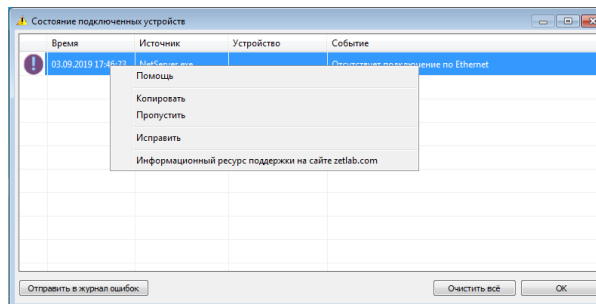 Состояние подключенных устройств
Время Источник Устройство Событие
03.09.2019 17:46:23 NetServer.exe Отсутствует подключение по Ethernet
Помощь
Копировать
Пропустить
Исправить
Информационный ресурс поддержки на сайте zetlab.com
Отправить в журнал ошибок Очистить всё OK